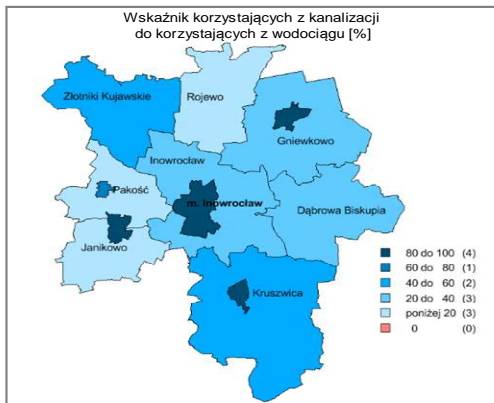 Wskaźnik korzystających z kanalizacji
do korzystających z wodociągu [%]
Złotniki Kujawskie
Rojewo
Gniewkowo
Inowrocław
Pakość
m. Inowrocław
Dąbrowa Biskupia
Janikowo
Kruszwica
80 do 100 (4)
60 do 80 (1)
40 do 60 (2)
20 do 40 (3)
poniżej 20 (3)
0 (0)